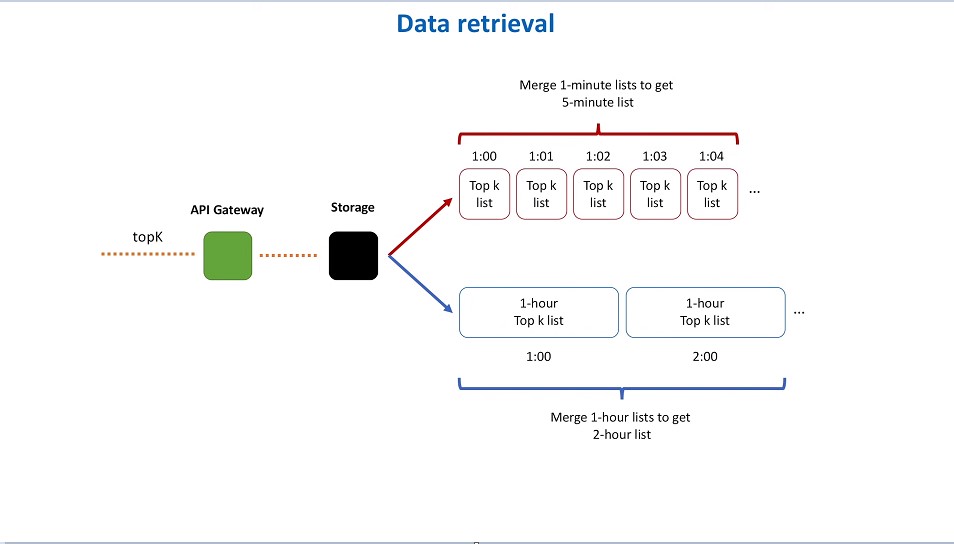 Data retrieval
Merge 1-minute lists to get
5-minute list
1:00 1:01 1:02 1:03 1:04
Top k Top k Top k Top k Top k
list list list list list
...
API Gateway
Storage
topK
1-hour 1-hour
Top k list Top k list
...
1:00 2:00
Merge 1-hour lists to get
2-hour list